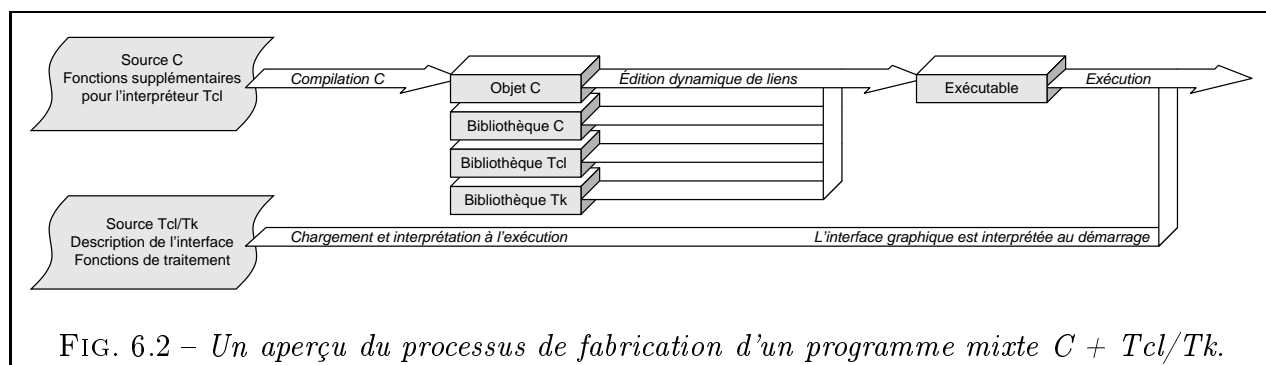 Source C
Fonctions supplémentaires
pour l'interpréteur Tcl
Compilation C
Objet C
Édition dynamique de liens
Exécutable
Exécution
Bibliothèque C
Bibliothèque Tcl
Bibliothèque Tk
Source Tcl/Tk
Description de l'interface
Fonctions de traitement
Chargement et interprétation à l'exécution
L'interface graphique est interprétée au démarrage
FIG. 6.2 – Un aperçu du processus de fabrication d'un programme mixte C + Tcl/Tk.